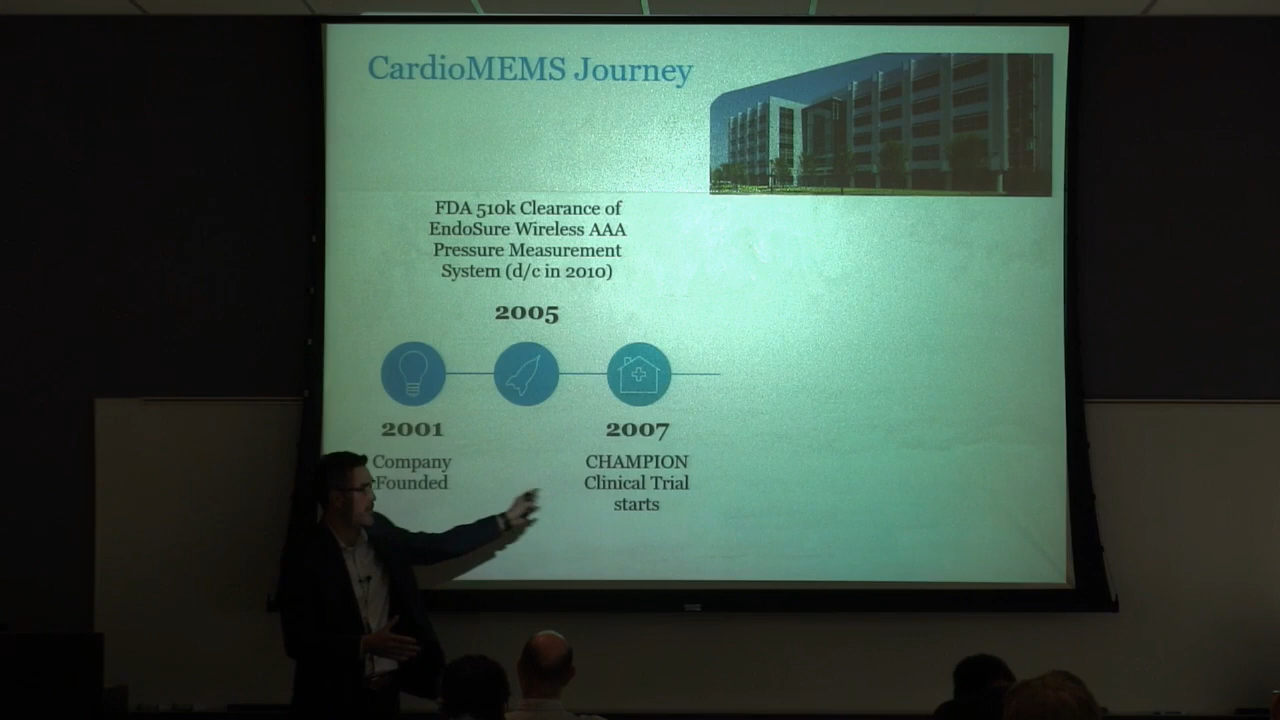 CardioMEMS Journey
FDA 510k Clearance of
EndoSure Wireless AAA
Pressure Measurement
System (d/c in 2010)
2005
2001
Company
Founded
2007
CHAMPION
Clinical Trial
starts